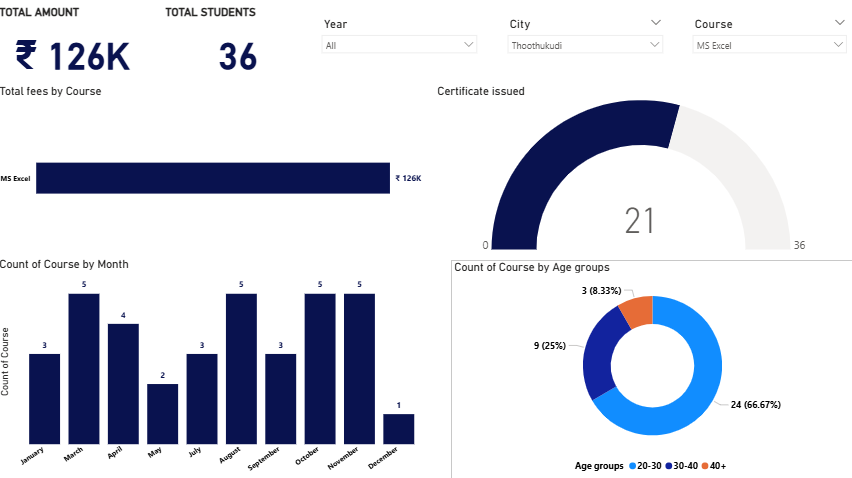 TOTAL AMOUNT
₹ 126K
TOTAL STUDENTS
36
Year
All
City
Thoothukudi
Course
MS Excel
Total fees by Course
MS Excel
₹ 126K
Certificate issued
21
0
36
Count of Course by Month
Count of Course
3
5
4
2
3
5
3
5
5
1
January
March
April
May
July
August
September
October
November
December
Count of Course by Age groups
3 (8.33%)
9 (25%)
24 (66.67%)
Age groups 20-30 30-40 40+